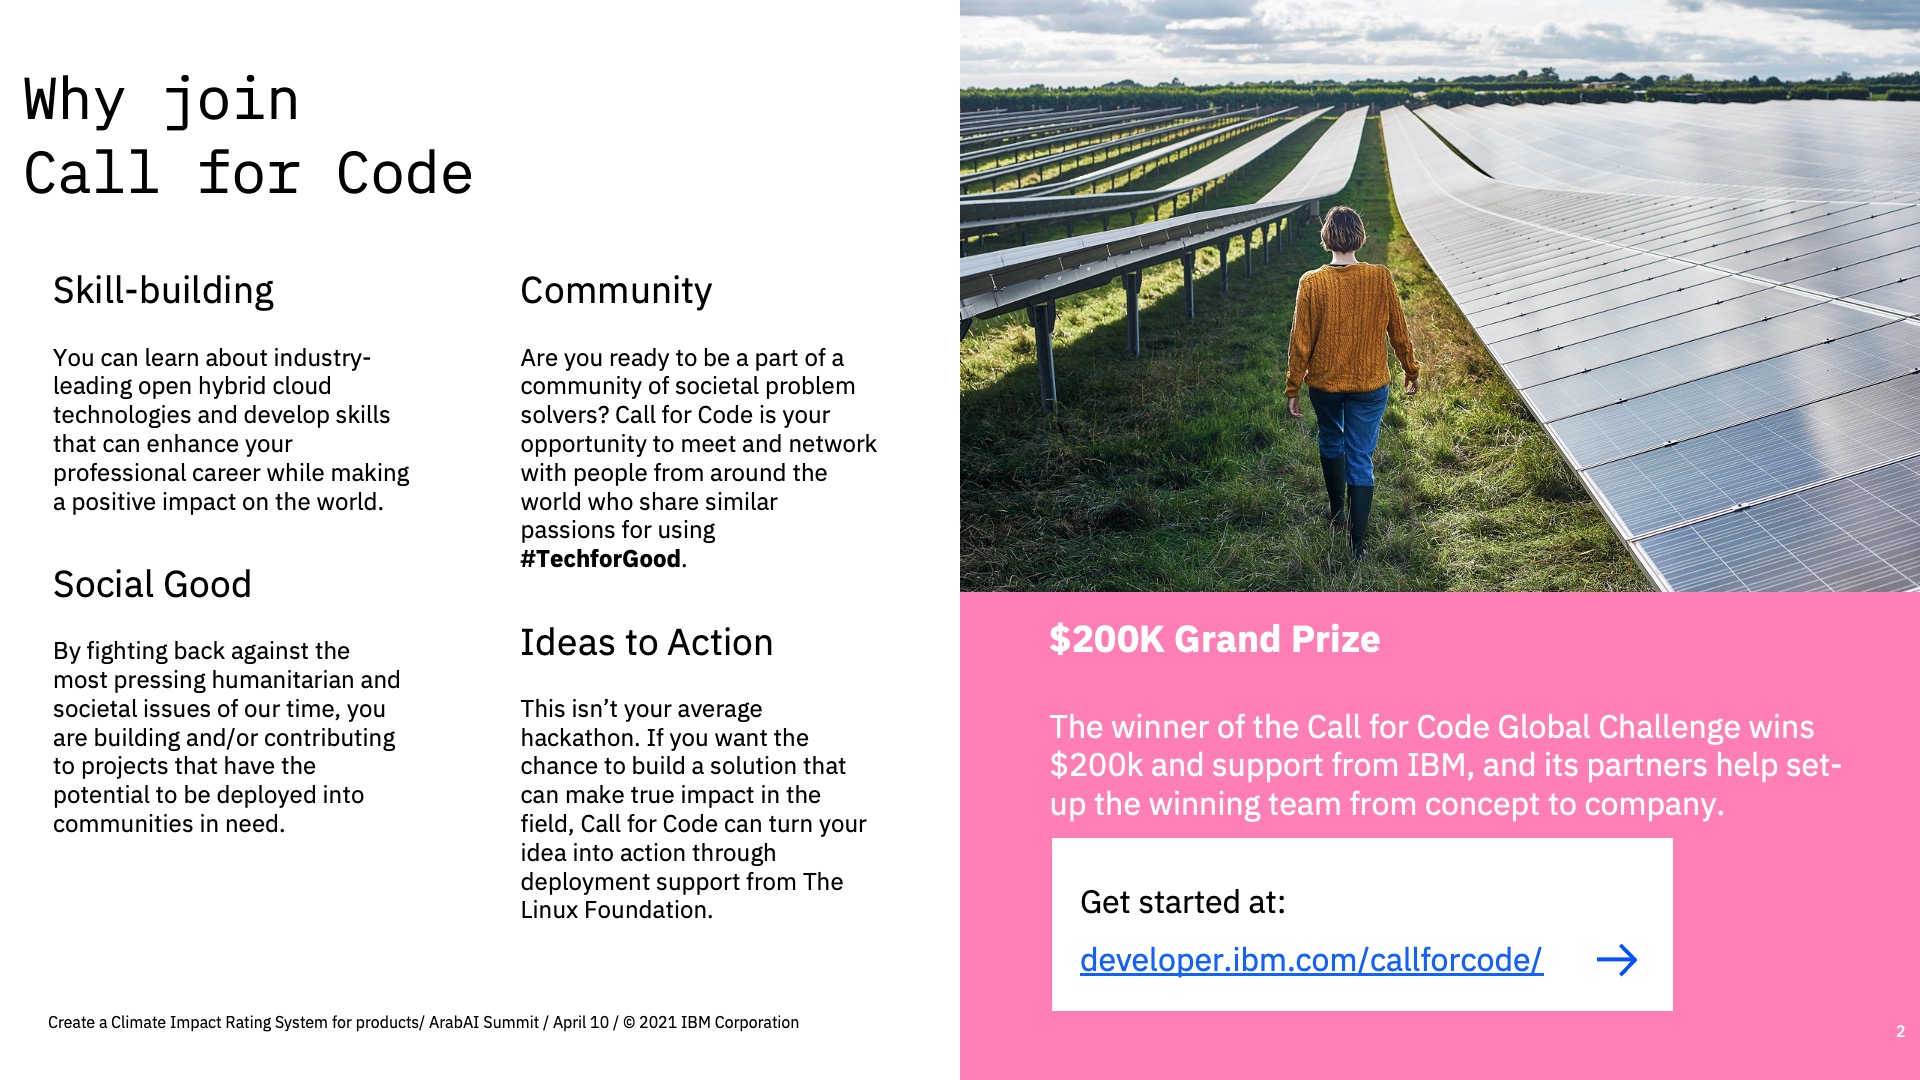 Why join
Call for Code
Skill-building
You can learn about industry-
leading open hybrid cloud
technologies and develop skills
that can enhance your
professional career while making
a positive impact on the world.
Social Good
By fighting back against the
most pressing humanitarian and
societal issues of our time, you
are building and/or contributing
to projects that have the
potential to be deployed into
communities in need.
Community
Are you ready to be a part of a
community of societal problem
solvers? Call for Code is your
opportunity to meet and network
with people from around the
world who share similar
passions for using
#TechforGood.
Ideas to Action
This isn’t your average
hackathon. If you want the
chance to build a solution that
can make true impact in the
field, Call for Code can turn your
idea into action through
deployment support from The
Linux Foundation.
$200K Grand Prize
The winner of the Call for Code Global Challenge wins
$200k and support from IBM, and its partners help set-
up the winning team from concept to company.
Get started at:
developer.ibm.com/callforcode/
Create a Climate Impact Rating System for products/ ArabAI Summit / April 10 / © 2021 IBM Corporation
2